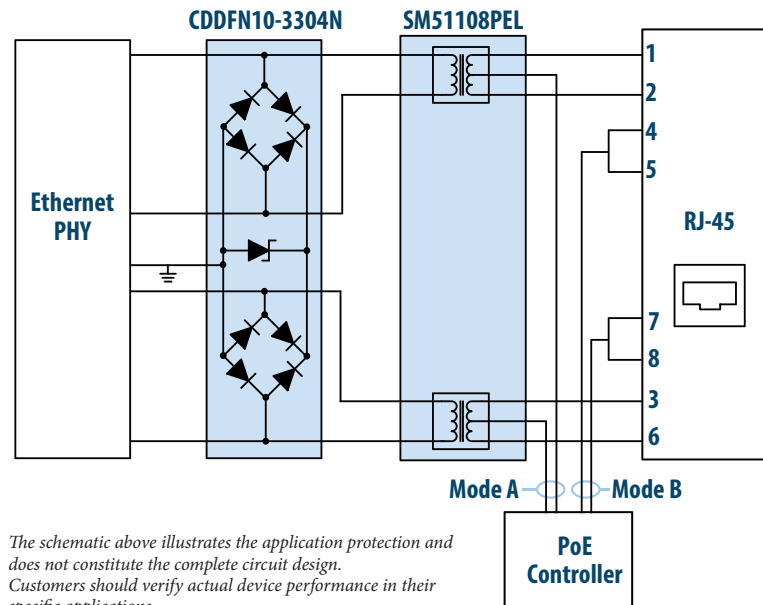 CDDFN10-3304N
SM51108PEL
Ethernet
PHY
1
2
4
5
RJ-45
7
8
3
6
Mode A
Mode B
PoE
Controller
The schematic above illustrates the application protection and
does not constitute the complete circuit design.
Customers should verify actual device performance in their
specific applications.